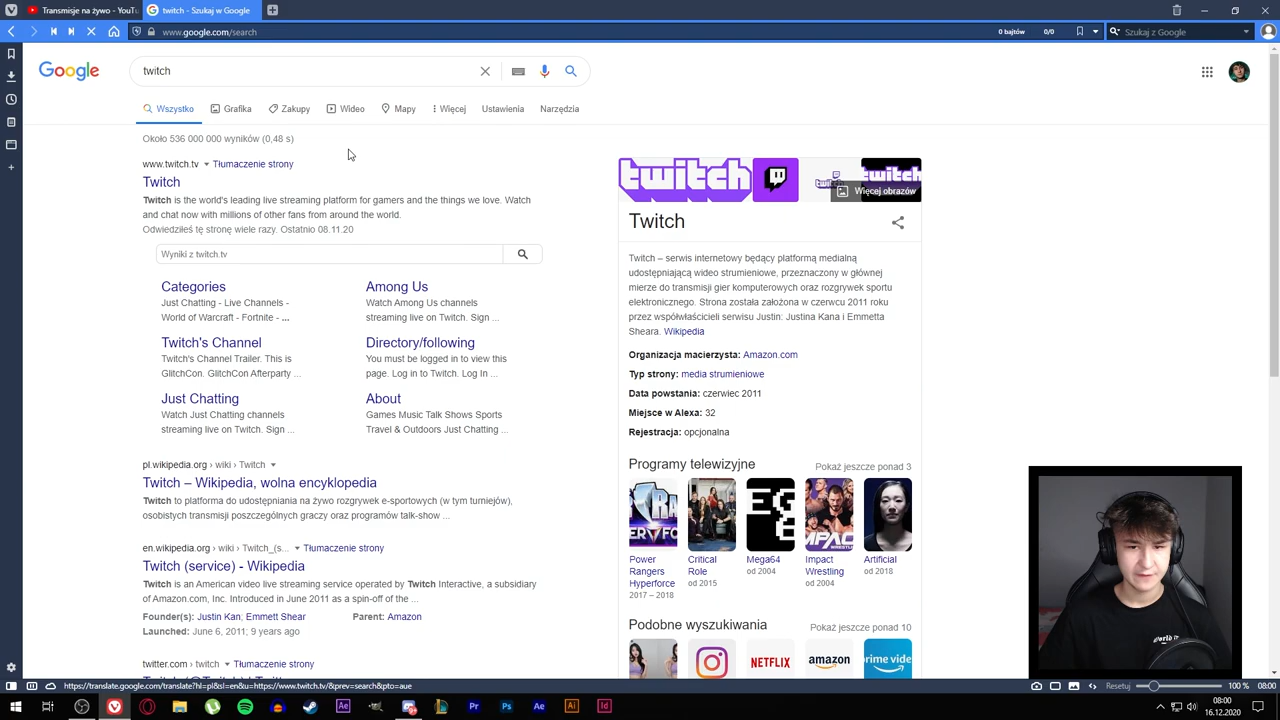 Transmisje na żywo - YouTu
twitch - Szukaj w Google
www.google.com/search
0 bajtów
0/0
Szukaj z Google
Google
twitch
Wszystko
Grafika
Zakupy
Wideo
Mapy
Więcej
Ustawienia
Narzędzia
Około 536 000 000 wyników (0,48 s)
www.twitch.tv
Tłumaczenie strony
Twitch
Twitch is the world's leading live streaming platform for gamers and the things we love. Watch
and chat now with millions of other fans from around the world.
Odwiedziłeś tę stronę wiele razy. Ostatnio 08.11.20
Wyniki z twitch.tv
Categories
Just Chatting - Live Channels -
World of Warcraft - Fortnite - ...
Among Us
Watch Among Us channels
streaming live on Twitch. Sign ...
Twitch's Channel
Twitch's Channel Trailer. This is
GlitchCon. GlitchCon Afterparty ...
Directory/following
You must be logged in to view this
page. Log in to Twitch. Log In ...
Just Chatting
Watch Just Chatting channels
streaming live on Twitch. Sign ...
About
Games Music Talk Shows Sports
Travel & Outdoors Just Chatting ...
pl.wikipedia.org › wiki › Twitch
Twitch – Wikipedia, wolna encyklopedia
Twitch to platforma do udostępniania na żywo rozgrywek e-sportowych (w tym turniejów),
osobistych transmisji poszczególnych graczy oraz programów talk-show ...
en.wikipedia.org › wiki › Twitch_(s...
Tłumaczenie strony
Twitch (service) - Wikipedia
Twitch is an American video live streaming service operated by Twitch Interactive, a subsidiary
of Amazon.com, Inc. Introduced in June 2011 as a spin-off of the ...
Founder(s): Justin Kan; Emmett Shear
Parent: Amazon
Launched: June 6, 2011; 9 years ago
twitter.com › twitch
Tłumaczenie strony
twitch
twitch
twitch
Więcej obrazów
Twitch
Twitch – serwis internetowy będący platformą medialną
udostępniającą wideo strumieniowe, przeznaczony w głównej
mierze do transmisji gier komputerowych oraz rozgrywek sportu
elektronicznego. Strona została założona w czerwcu 2011 roku
przez współwłaścicieli serwisu Justin: Justina Kana i Emmetta
Sheara. Wikipedia
Organizacja macierzysta: Amazon.com
Typ strony: media strumieniowe
Data powstania: czerwiec 2011
Miejsce w Alexa: 32
Rejestracja: opcjonalna
Programy telewizyjne
Pokaż jeszcze ponad 3
Power
Rangers
Hyperforce
2017 – 2018
Critical
Role
od 2015
Mega64
od 2004
Impact
Wrestling
od 2004
Artificial
od 2018
Podobne wyszukiwania
Pokaż jeszcze ponad 10
NETFLIX
amazon
prime vide
https://translate.google.com/translate?hl=pl&sl=en&u=https://www.twitch.tv/&prev=search&pto=aue
Resetuj
100 %
08:00
Ae
Pr
Ps
Ae
Ai
Id
08:00
16.12.2020